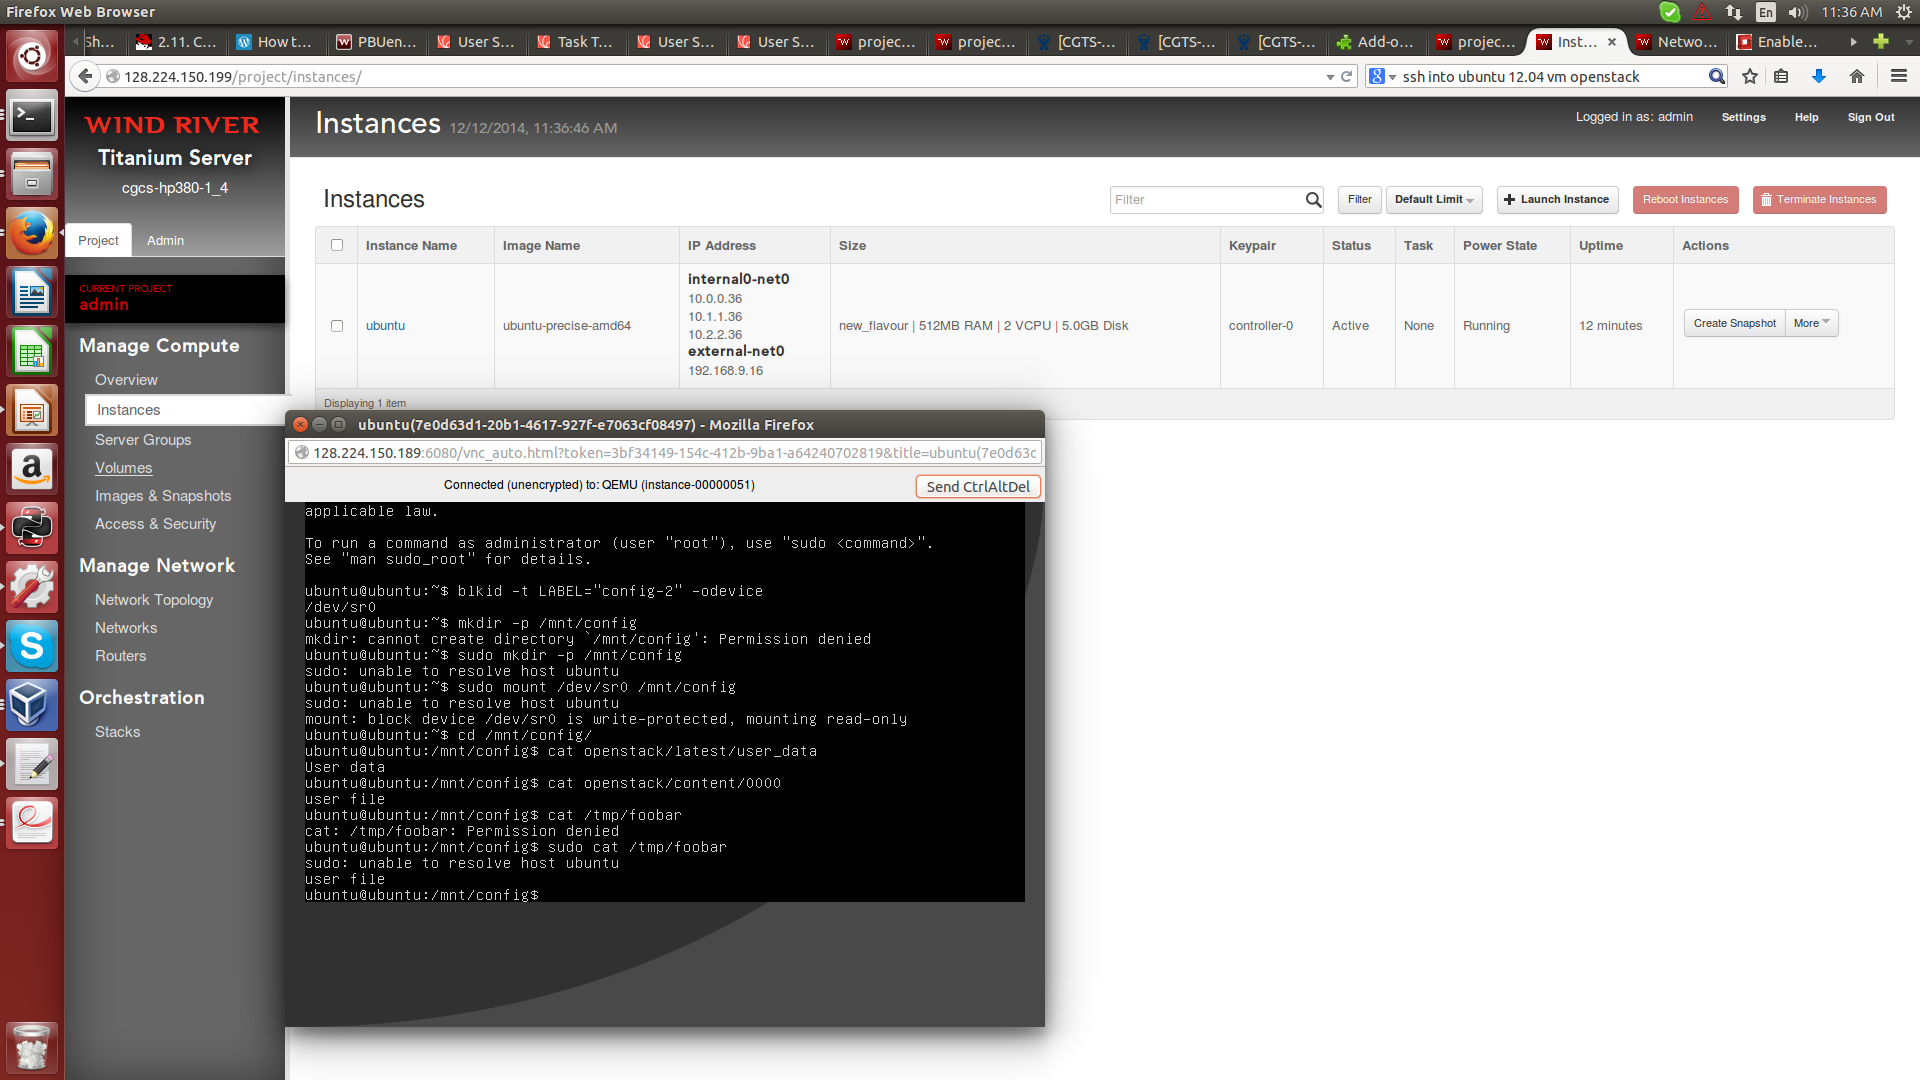 Firefox Web Browser
En
11:36 AM
Sh...
2.11. C...
How t...
PBUen...
User S...
Task T...
User S...
User S...
projec...
projec...
[CGTS-...
[CGTS-...
[CGTS-...
Add-o...
projec...
Inst...
Netwo...
Enable...
128.224.150.199/project/instances/
ssh into ubuntu 12.04 vm openstack
WIND RIVER
Titanium Server
cgcs-hp380-1_4
Instances 12/12/2014, 11:36:46 AM
Logged in as: admin
Settings
Help
Sign Out
Project
Admin
CURRENT PROJECT
admin
Manage Compute
Overview
Instances
Server Groups
Volumes
Images & Snapshots
Access & Security
Manage Network
Network Topology
Networks
Routers
Orchestration
Stacks
Instances
Filter
Filter
Default Limit
Launch Instance
Reboot Instances
Terminate Instances
Instance Name
Image Name
IP Address
Size
Keypair
Status
Task
Power State
Uptime
Actions
ubuntu
ubuntu-precise-amd64
internal0-net0
10.0.0.36
10.1.1.36
10.2.2.36
external-net0
192.168.9.16
new_flavour | 512MB RAM | 2 VCPU | 5.0GB Disk
controller-0
Active
None
Running
12 minutes
Create Snapshot
More
Displaying 1 item
ubuntu(7e0d63d1-20b1-4617-927f-e7063cf08497) - Mozilla Firefox
128.224.150.189:6080/vnc_auto.html?token=3bf34149-154c-412b-9ba1-a64240702819&title=ubuntu(7e0d63c
Connected (unencrypted) to: QEMU (instance-00000051)
Send CtrlAltDel
applicable law.
To run a command as administrator (user "root"), use "sudo <command>".
See "man sudo_root" for details.
ubuntu@ubuntu:~$ blkid -t LABEL="config-2" -odevice
/dev/sr0
ubuntu@ubuntu:~$ mkdir -p /mnt/config
mkdir: cannot create directory `/mnt/config': Permission denied
ubuntu@ubuntu:~$ sudo mkdir -p /mnt/config
sudo: unable to resolve host ubuntu
ubuntu@ubuntu:~$ sudo mount /dev/sr0 /mnt/config
sudo: unable to resolve host ubuntu
mount: block device /dev/sr0 is write-protected, mounting read-only
ubuntu@ubuntu:~$ cd /mnt/config/
ubuntu@ubuntu:/mnt/config$ cat openstack/latest/user_data
User data
ubuntu@ubuntu:/mnt/config$ cat openstack/content/0000
user file
ubuntu@ubuntu:/mnt/config$ cat /tmp/foobar
cat: /tmp/foobar: Permission denied
ubuntu@ubuntu:/mnt/config$ sudo cat /tmp/foobar
sudo: unable to resolve host ubuntu
user file
ubuntu@ubuntu:/mnt/config$